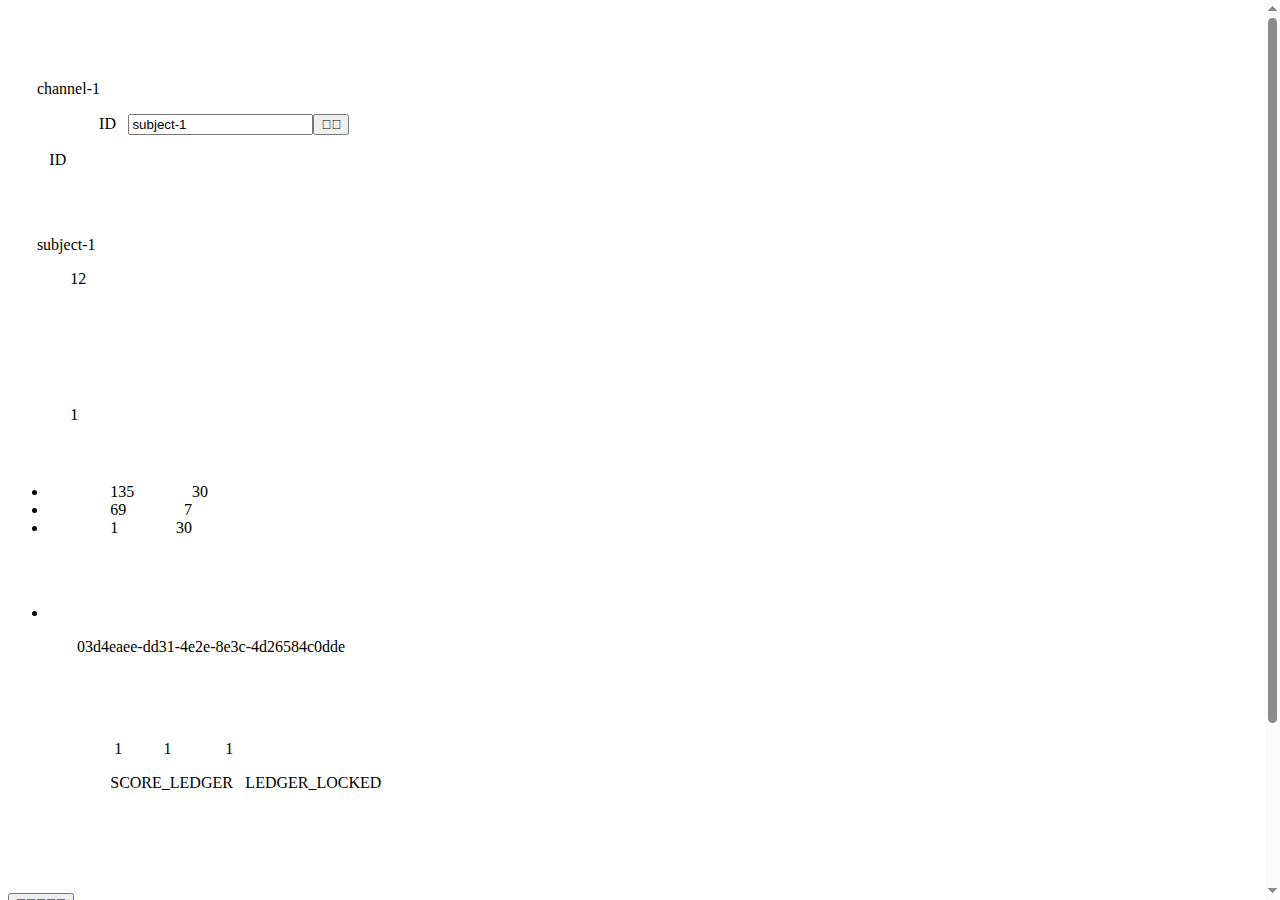 channel-1
ID subject-1
ID
subject-1
12
1
135 30
69 7
1 30
03d4eaee-dd31-4e2e-8e3c-4d26584c0dde
1 1 1
SCORE_LEDGER LEDGER_LOCKED